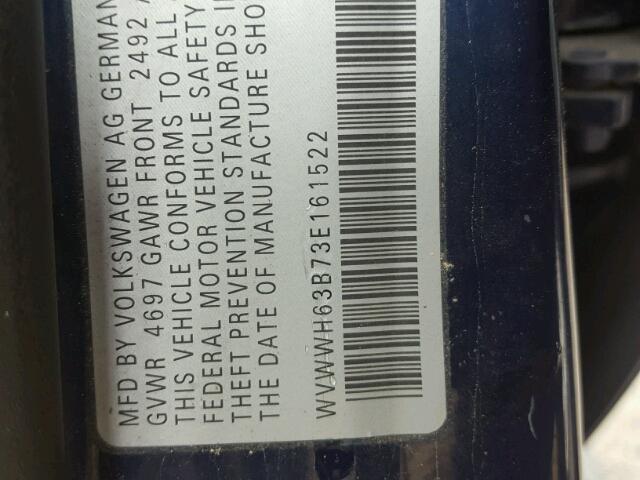 MFD BY VOLKSWAGEN AG GERMAN
GVWR 4697 GAWR FRONT 2492
THIS VEHICLE CONFORMS TO ALL
FEDERAL MOTOR VEHICLE SAFETY
THEFT PREVENTION STANDARDS I
THE DATE OF MANUFACTURE SHO
WVWWH63B73E161522